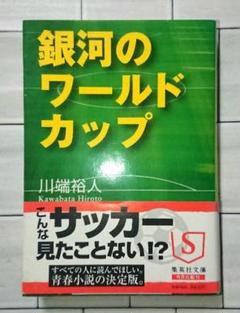 銀河の
ワールド
カップ
川端裕人
Kawabata Hiroto
こんな
サッカー
見たことない!?
すべての人に読んでほしい。
青春小説の決定版。
S
集英社文庫